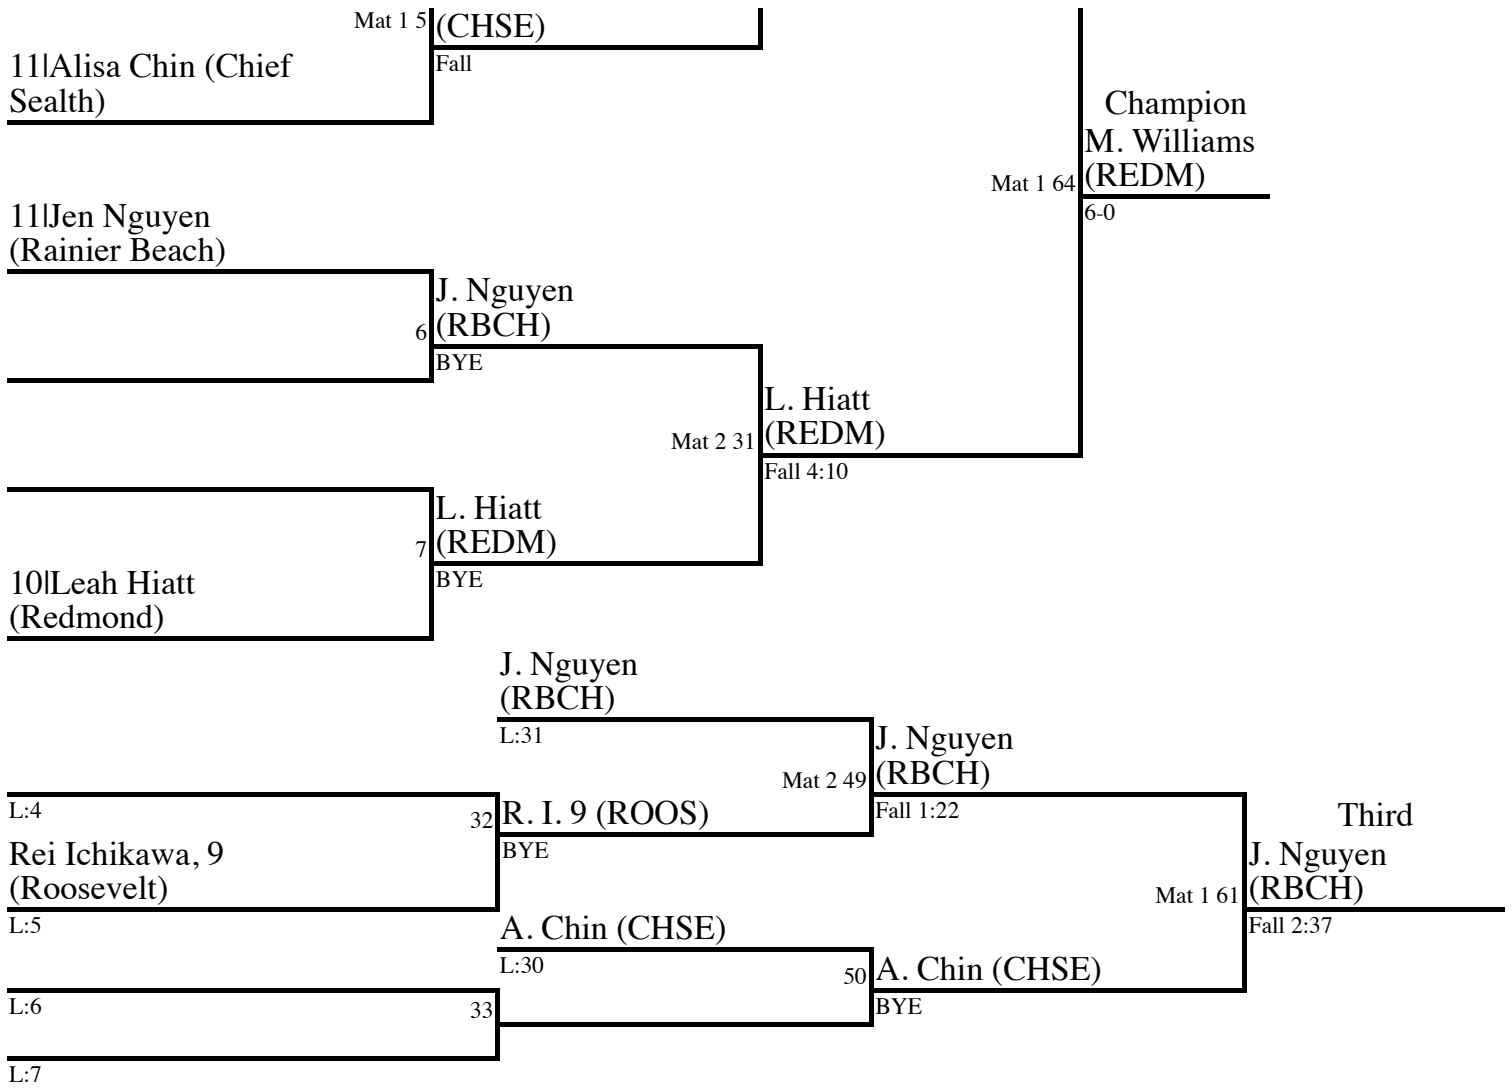 Mat 1 5
(CHSE)
Fall
11|Alisa Chin (Chief
Sealth)
Champion
M. Williams
Mat 1 64
(REDM)
6-0
11|Jen Nguyen
(Rainier Beach)
J. Nguyen
6
(RBCH)
BYE
L. Hiatt
Mat 2 31
(REDM)
Fall 4:10
L. Hiatt
7
(REDM)
BYE
10|Leah Hiatt
(Redmond)
J. Nguyen
(RBCH)
L:31
J. Nguyen
Mat 2 49
(RBCH)
Fall 1:22
L:4
32
R. I. 9 (ROOS)
BYE
Rei Ichikawa, 9
(Roosevelt)
L:5
Third
J. Nguyen
Mat 1 61
(RBCH)
Fall 2:37
A. Chin (CHSE)
L:30
50
A. Chin (CHSE)
BYE
L:6
33
L:7